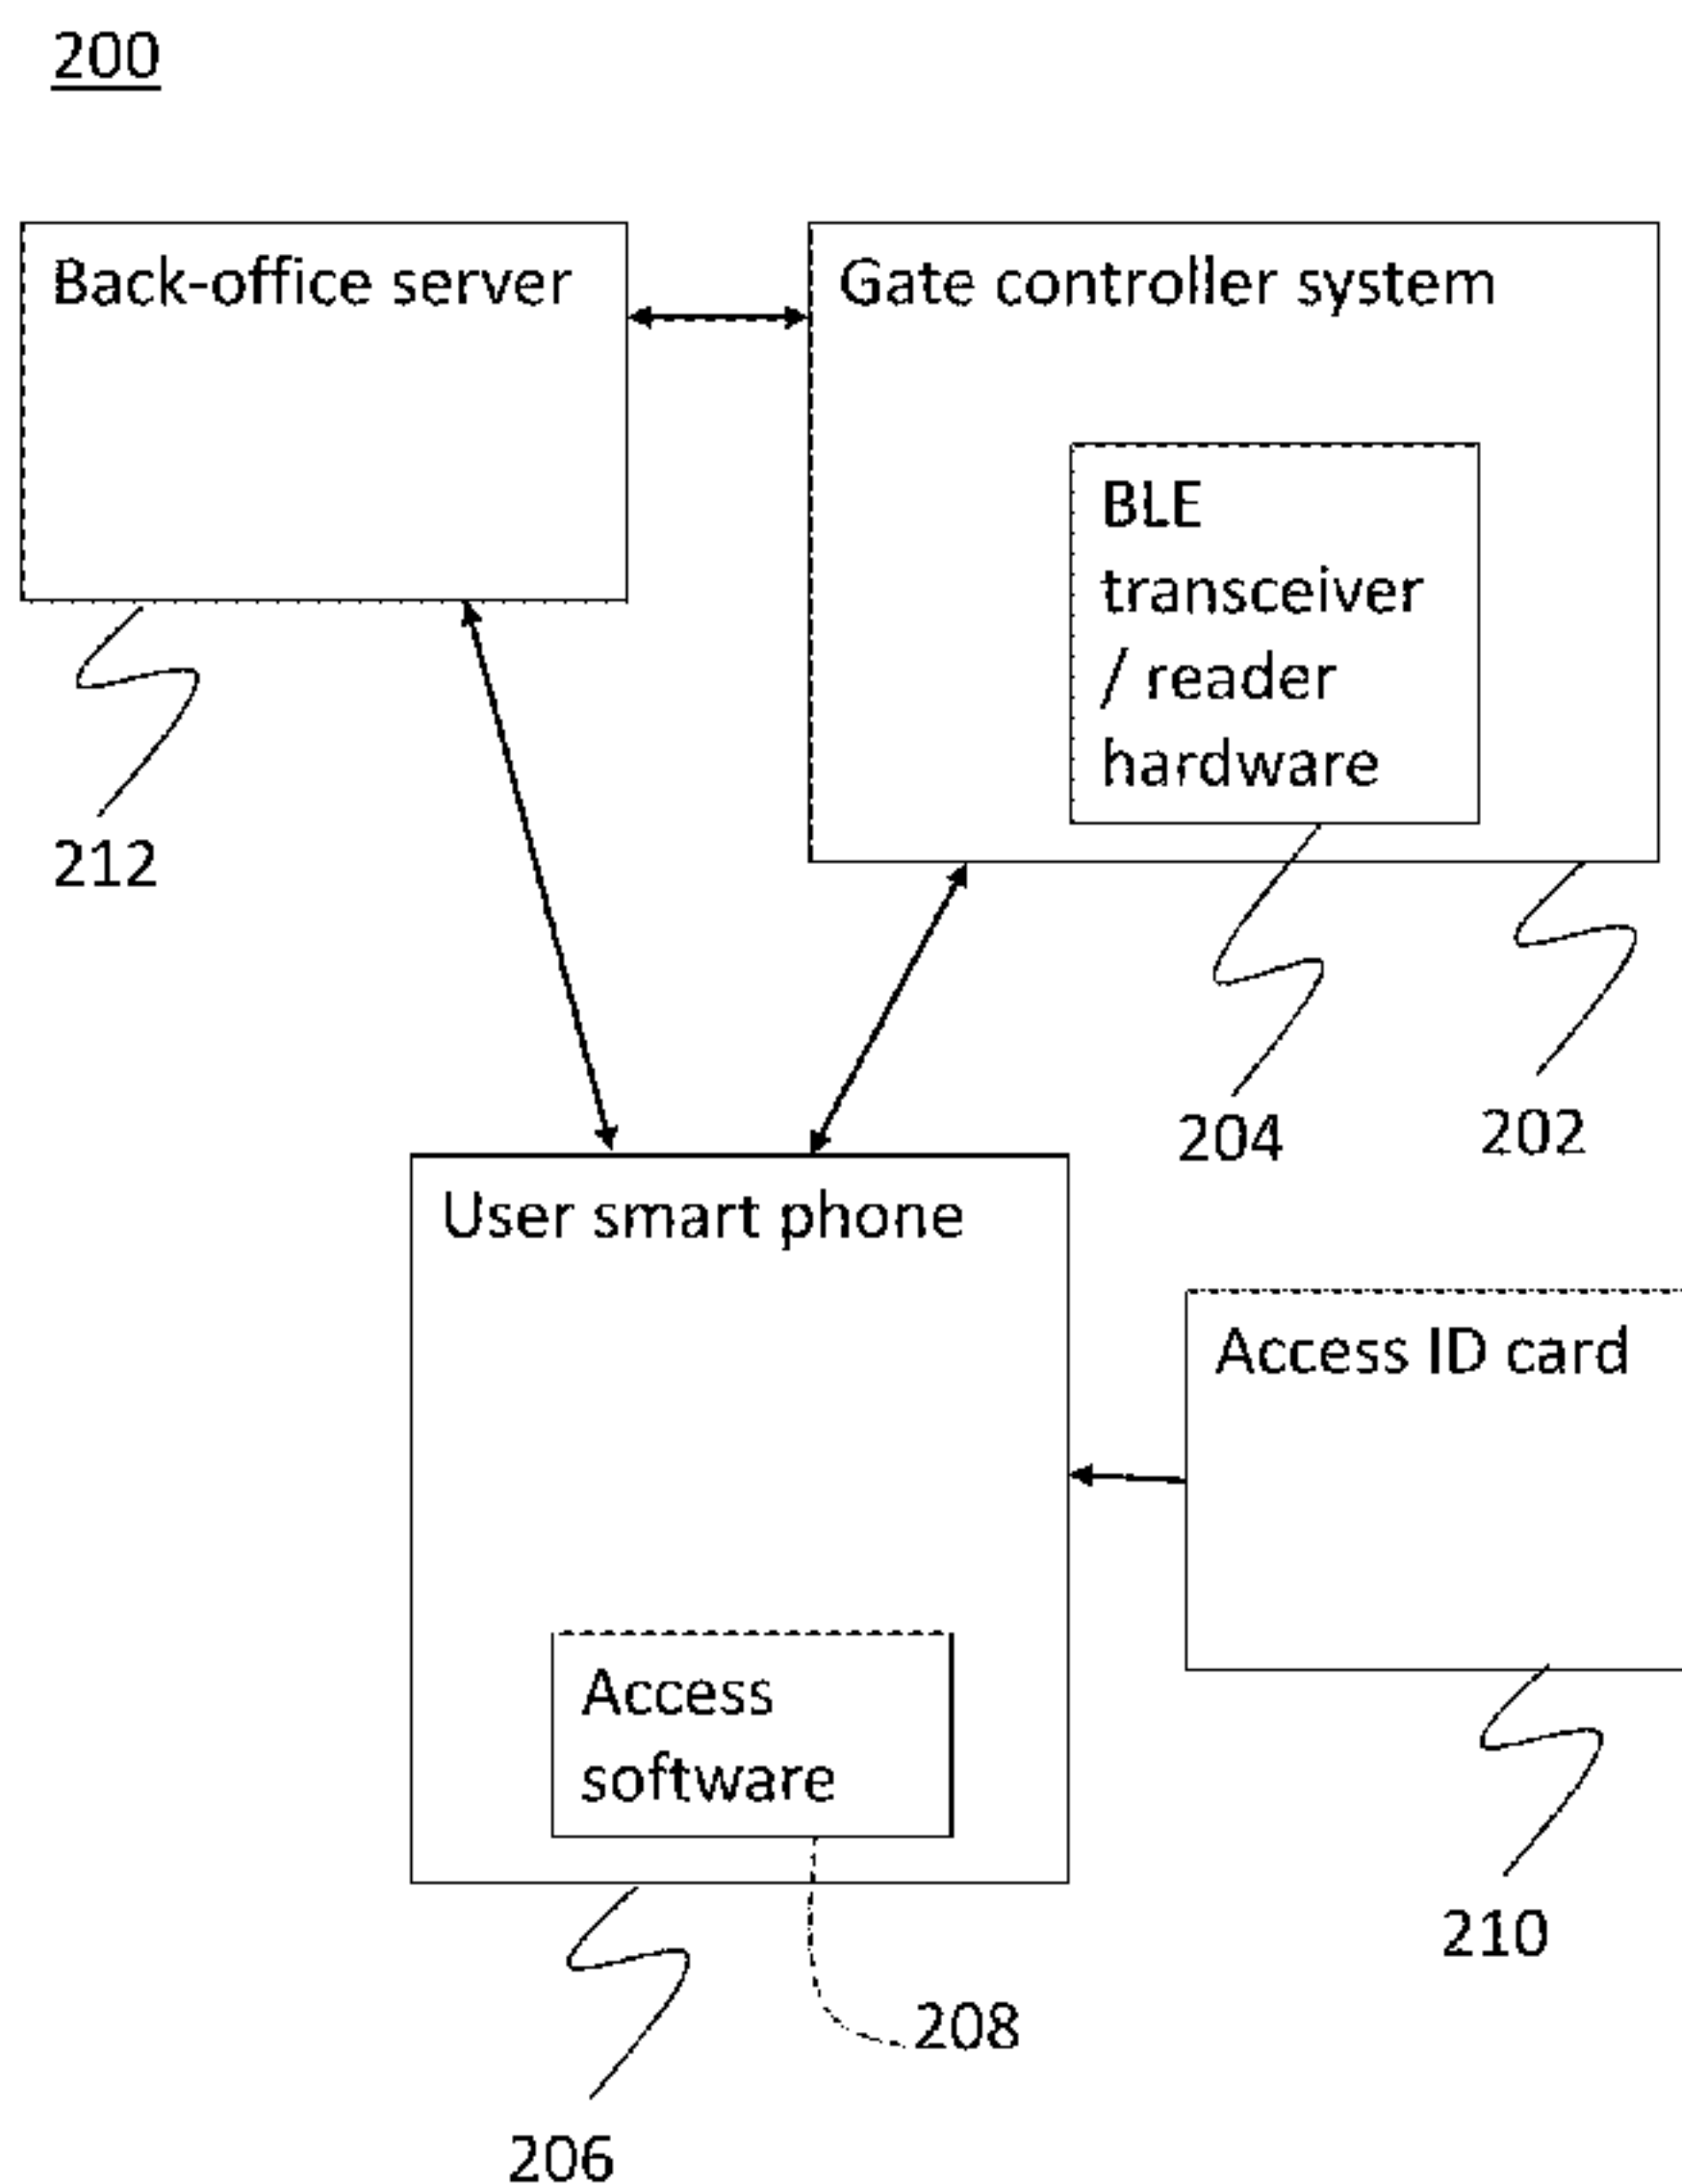 200
Back-office server
Gate controller system
BLE
transceiver
/ reader
hardware
212
204
202
User smart phone
Access ID card
Access
software
210
208
206